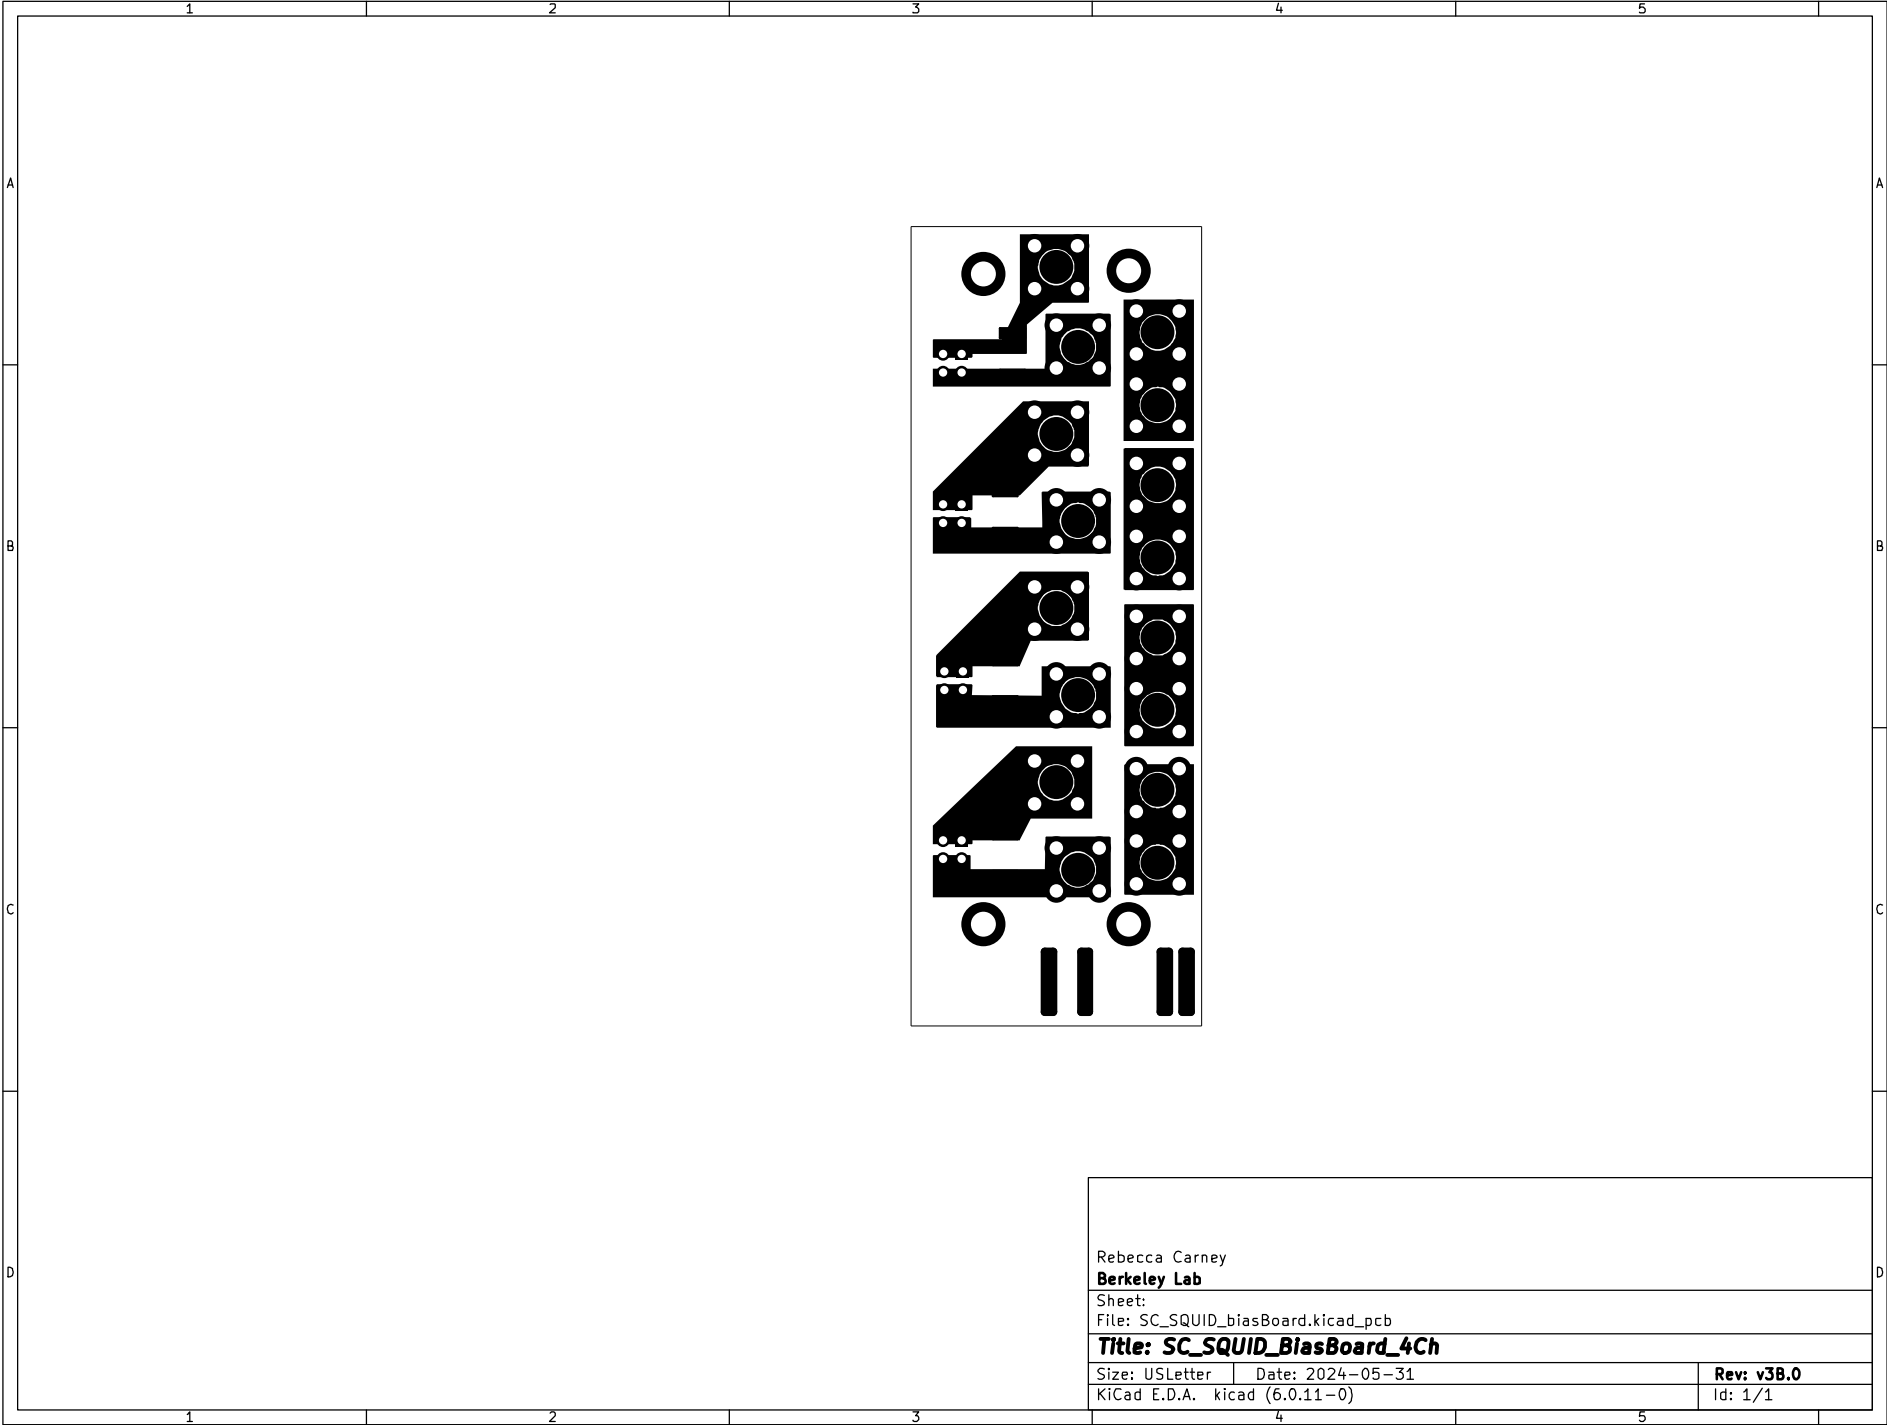 1 2 3 4 5
A A
B B
C C
D D
Rebecca Carney
Berkeley Lab
Sheet:
File: SC_SQUID_biasBoard.kicad_pcb
Title: SC_SQUID_BiasBoard_4Ch
Size: USLetter Date: 2024-05-31 Rev: v3B.0
KiCad E.D.A. kicad (6.0.11-0) Id: 1/1
1 2 3 4 5